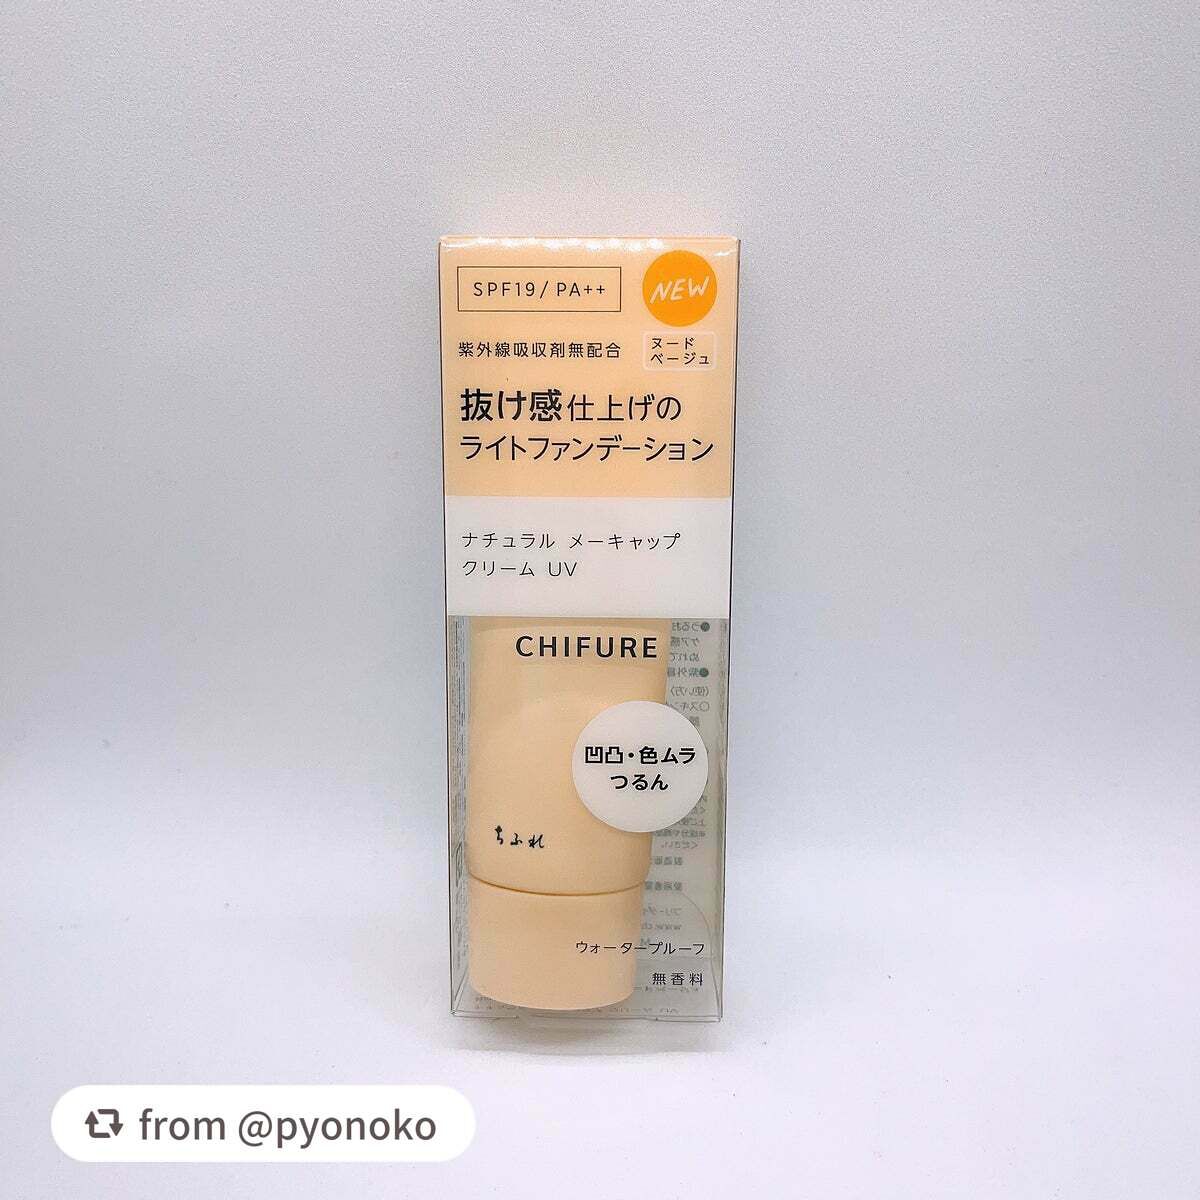 SPF19/ PA++
NEW
紫外線吸収剤無配合
ヌード
ベージュ
抜け感仕上げの
ライトファンデーション
ナチュラル メーキャップ
クリーム UV
CHIFURE
凹凸・色ムラ
つるん
ちふれ
ウォータープルーフ
無香料
from @pyonoko